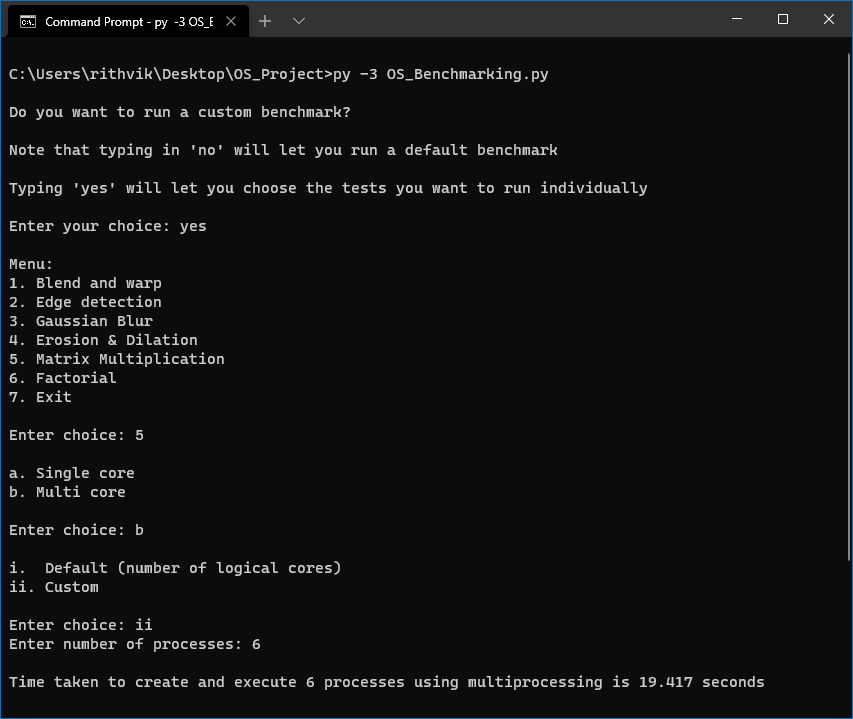 Command Prompt - py  -3 OS_E
C:\Users\rithvik\Desktop\OS_Project>py -3 OS_Benchmarking.py
Do you want to run a custom benchmark?
Note that typing in 'no' will let you run a default benchmark
Typing 'yes' will let you choose the tests you want to run individually
Enter your choice: yes
Menu:
1. Blend and warp
2. Edge detection
3. Gaussian Blur
4. Erosion & Dilation
5. Matrix Multiplication
6. Factorial
7. Exit
Enter choice: 5
a. Single core
b. Multi core
Enter choice: b
i.  Default (number of logical cores)
ii. Custom
Enter choice: ii
Enter number of processes: 6
Time taken to create and execute 6 processes using multiprocessing is 19.417 seconds